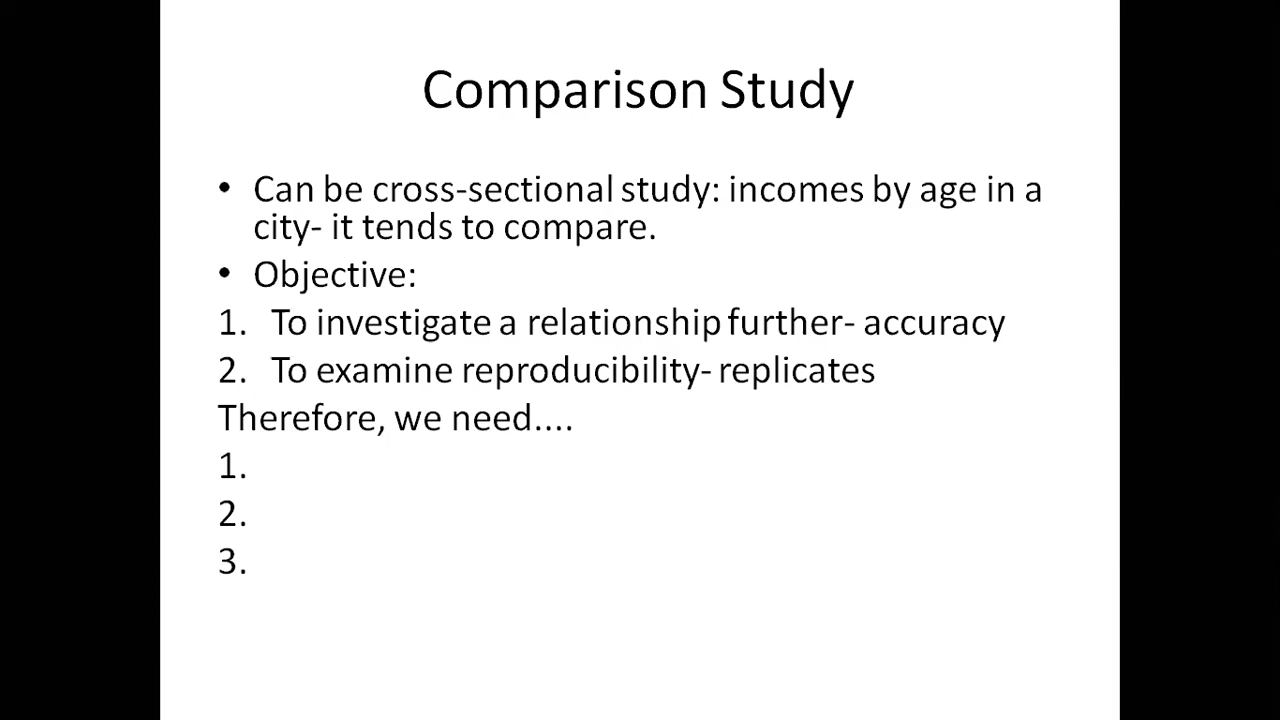 Comparison Study
• Can be cross-sectional study: incomes by age in a
city- it tends to compare.
• Objective:
1. To investigate a relationship further- accuracy
2. To examine reproducibility- replicates
Therefore, we need....
1.
2.
3.